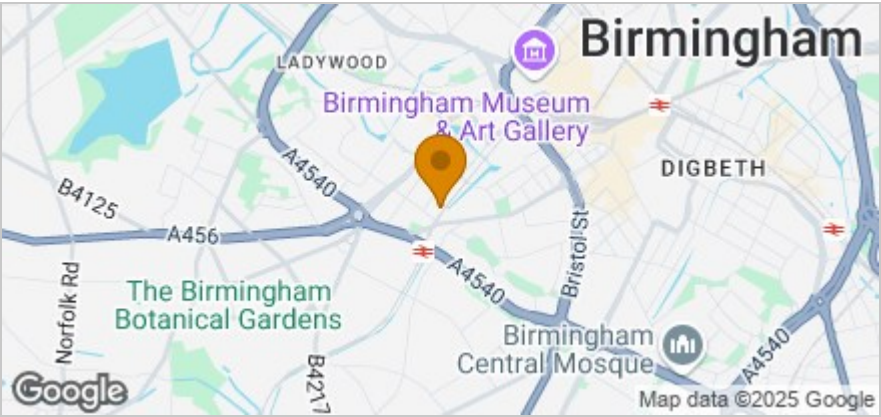 Birmingham
LADYWOOD
Birmingham Museum
& Art Gallery
DIGBETH
A4540
B4125
A456
Bristol St
Norfolk Rd
The Birmingham
Botanical Gardens
A4540
B4217
Birmingham
Central Mosque
A4540
Google
Map data ©2025 Google